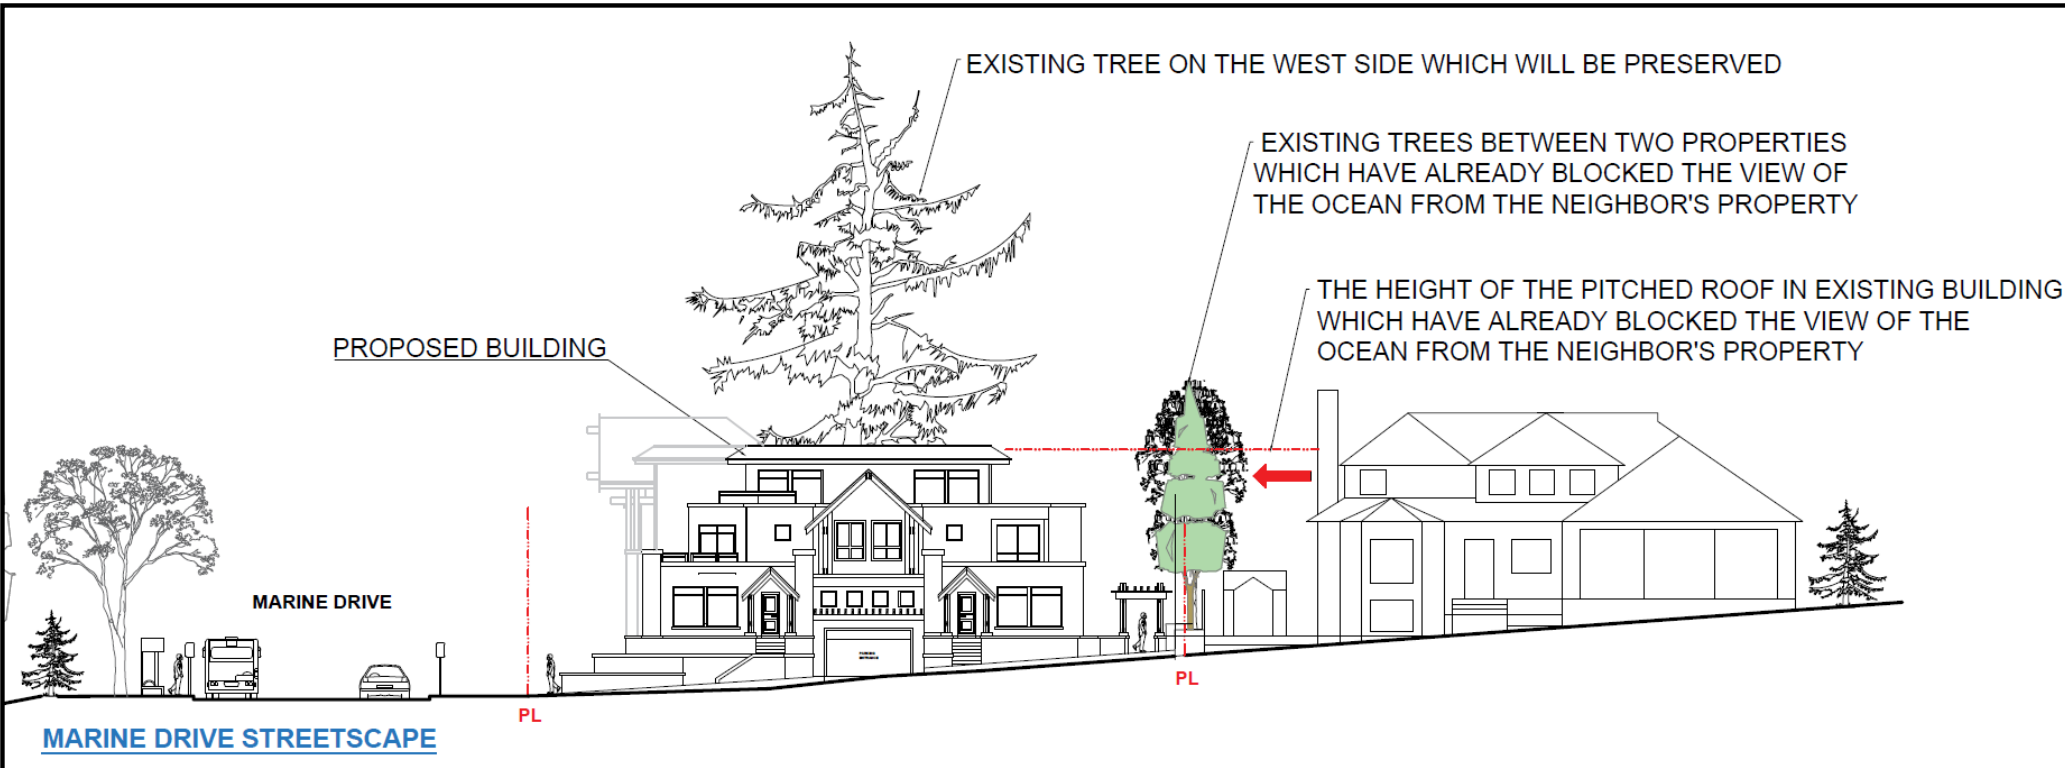 EXISTING TREE ON THE WEST SIDE WHICH WILL BE PRESERVED
EXISTING TREES BETWEEN TWO PROPERTIES
WHICH HAVE ALREADY BLOCKED THE VIEW OF
THE OCEAN FROM THE NEIGHBOR'S PROPERTY
THE HEIGHT OF THE PITCHED ROOF IN EXISTING BUILDING
WHICH HAVE ALREADY BLOCKED THE VIEW OF THE
OCEAN FROM THE NEIGHBOR'S PROPERTY
PROPOSED BUILDING
MARINE DRIVE
PARKING
ENTRANCE
PL
PL
MARINE DRIVE STREETSCAPE